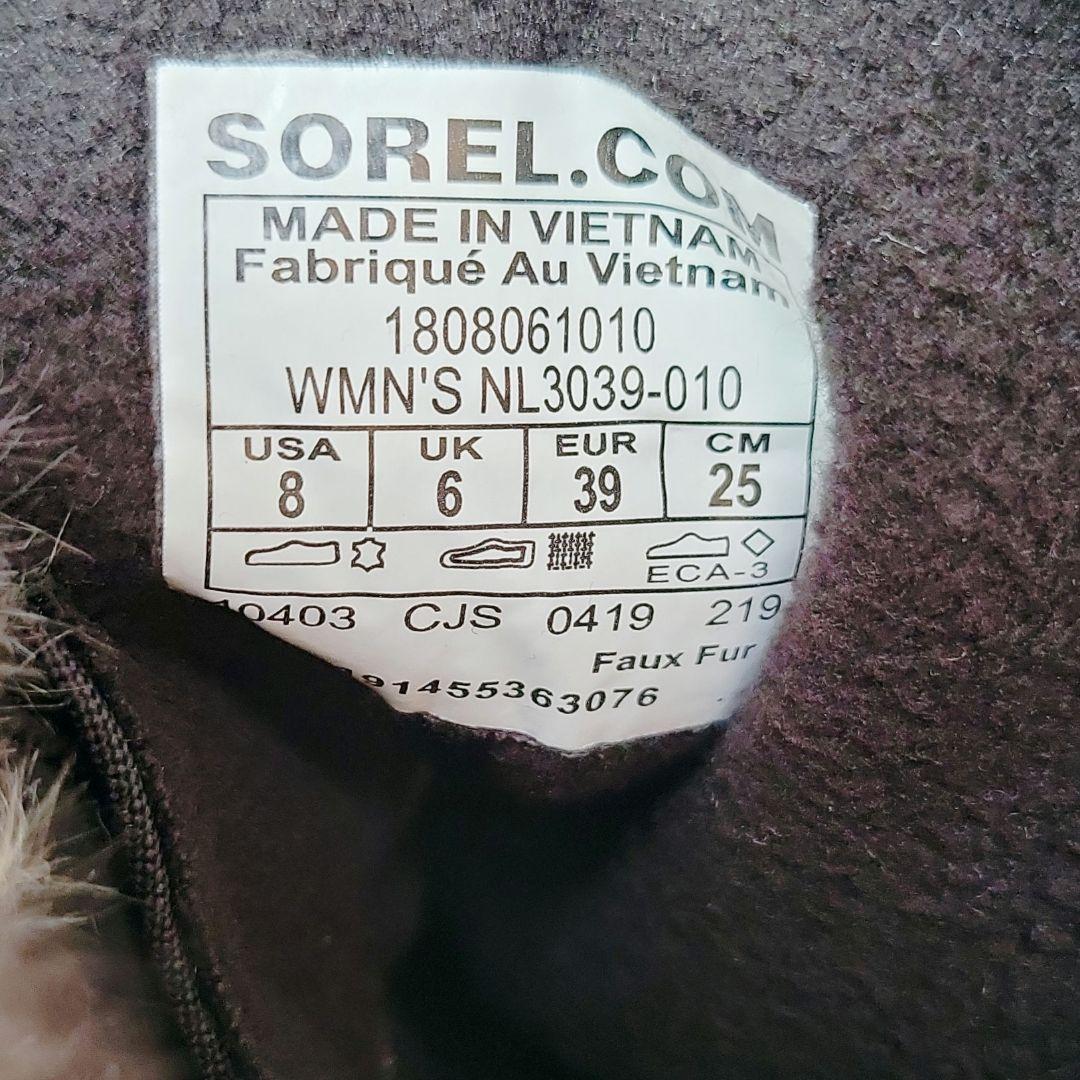 SOREL.COM
MADE IN VIETNAM
Fabriqué Au Vietnam
1808061010
WMN'S NL3039-010
USA UK EUR CM
8 6 39 25
ECA-3
CJS 0419 219
Faux Fur